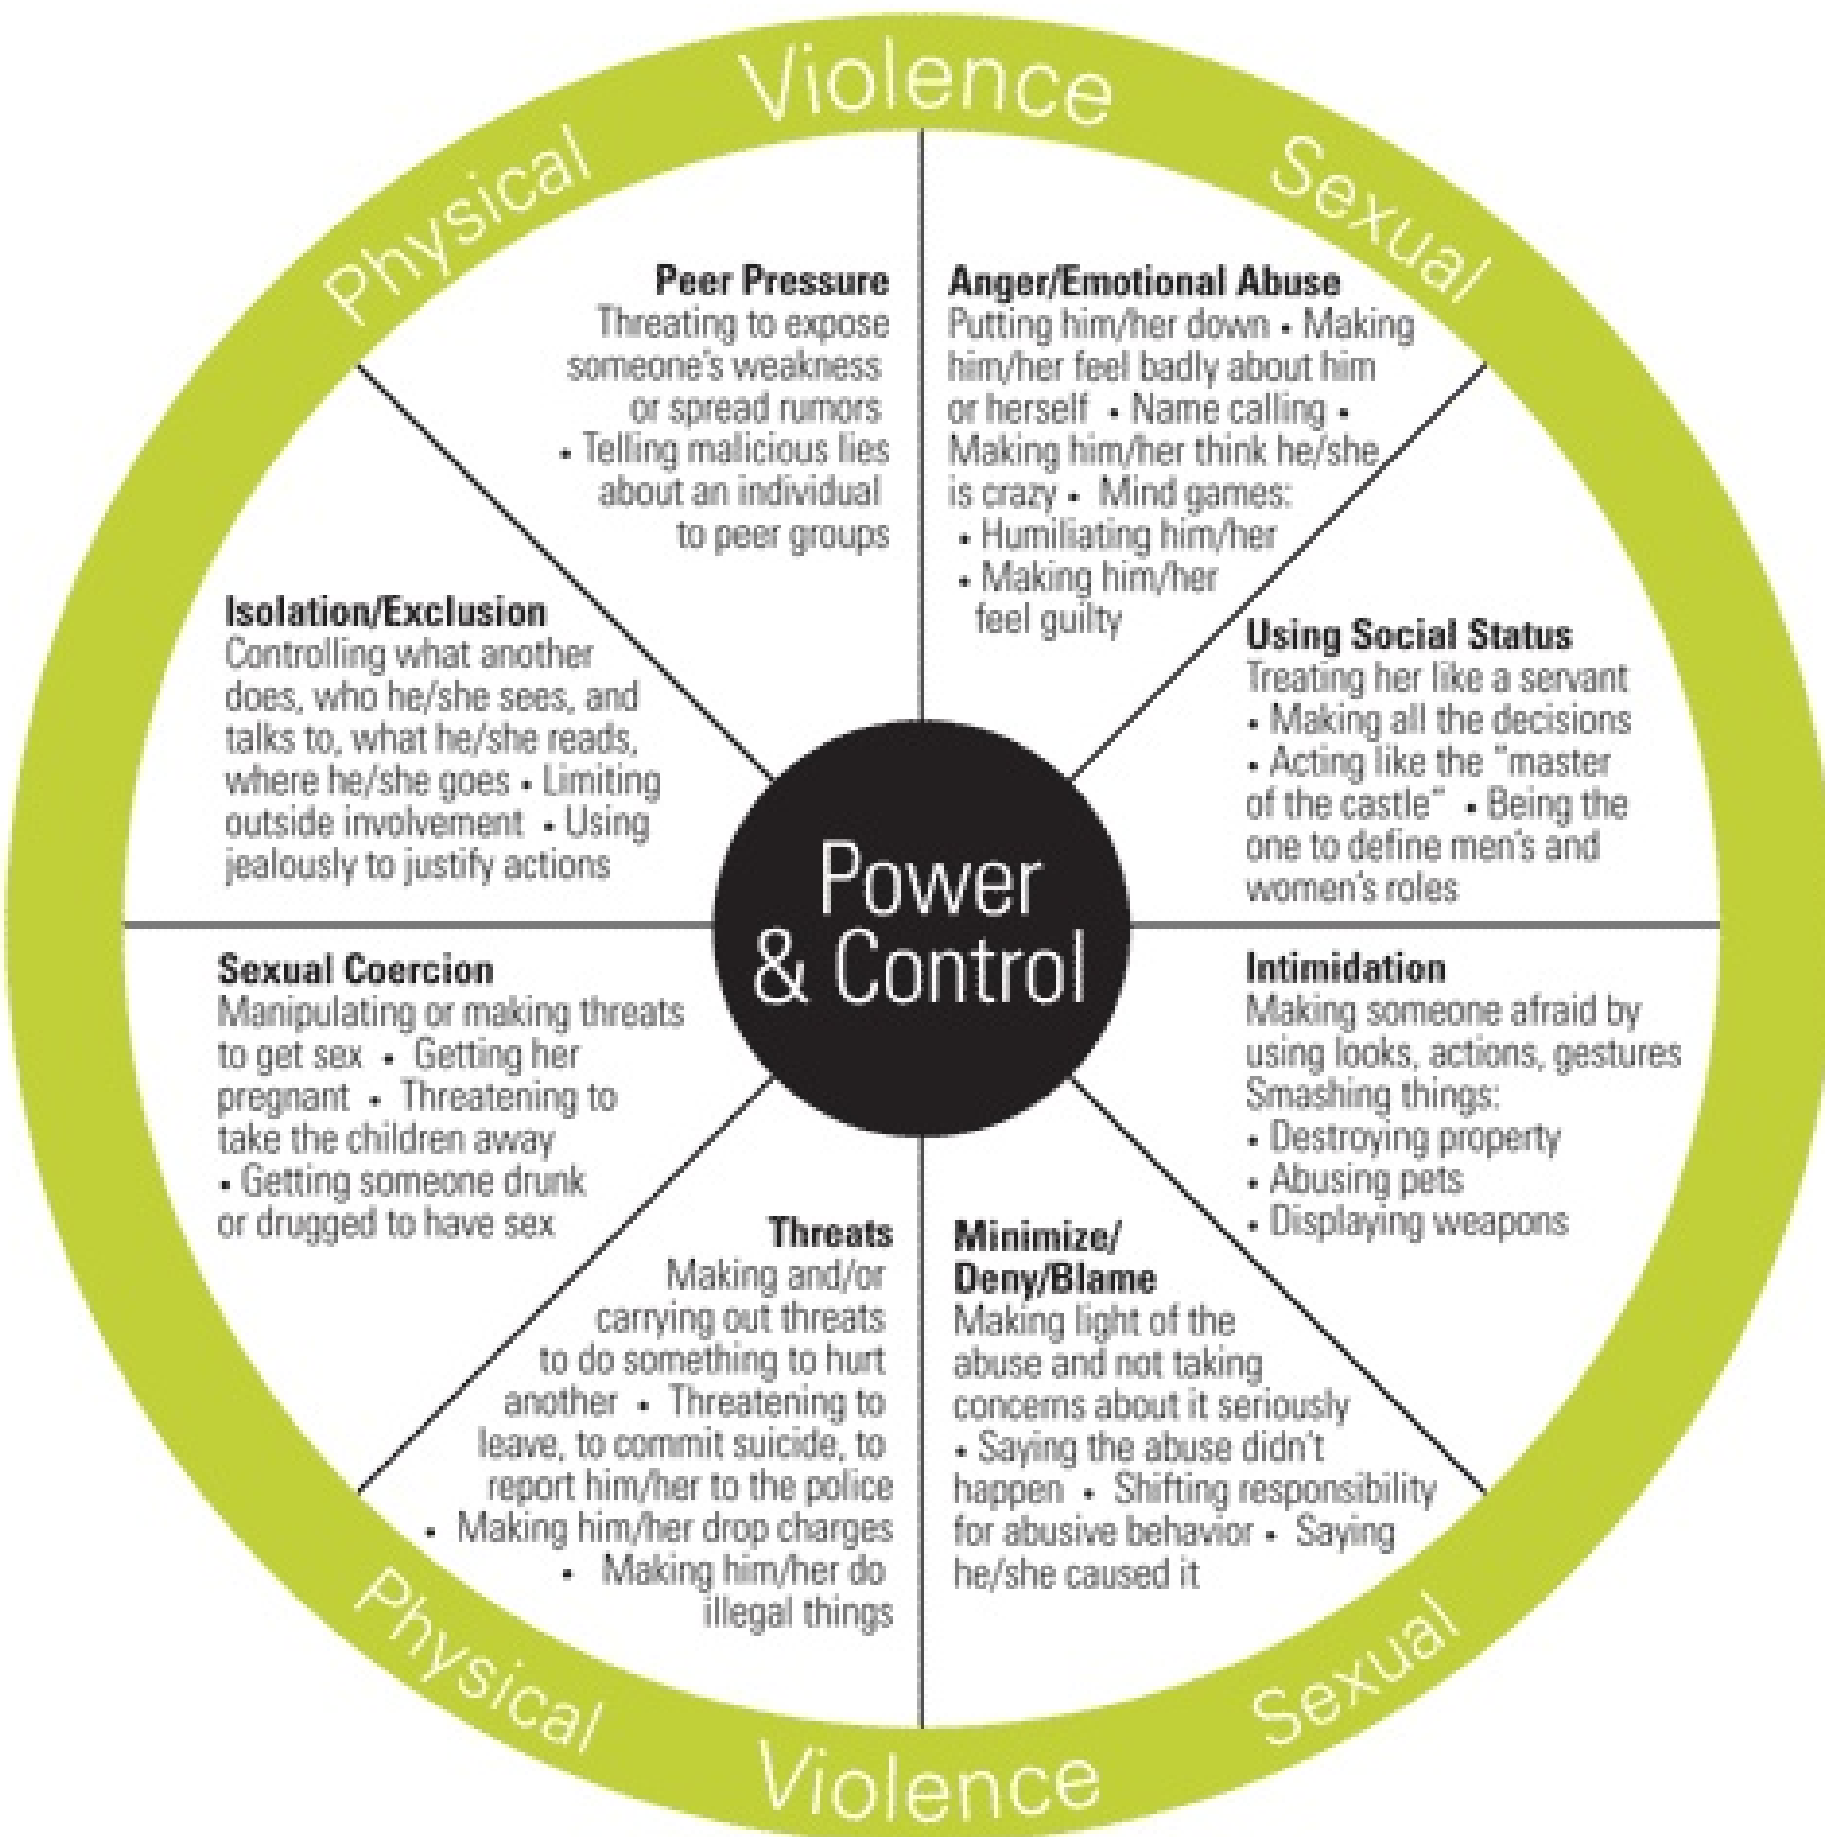 Violence
Physical
Sexual
Peer Pressure
Threating to expose
someone's weakness
or spread rumors
• Telling malicious lies
about an individual
to peer groups
Anger/Emotional Abuse
Putting him/her down • Making
him/her feel badly about him
or herself • Name calling •
Making him/her think he/she
is crazy • Mind games:
• Humiliating him/her
• Making him/her
feel guilty
Isolation/Exclusion
Controlling what another
does, who he/she sees, and
talks to, what he/she reads,
where he/she goes • Limiting
outside involvement • Using
jealously to justify actions
Using Social Status
Treating her like a servant
• Making all the decisions
• Acting like the "master
of the castle" • Being the
one to define men's and
women's roles
Power
& Control
Sexual Coercion
Manipulating or making threats
to get sex • Getting her
pregnant • Threatening to
take the children away
• Getting someone drunk
or drugged to have sex
Intimidation
Making someone afraid by
using looks, actions, gestures
Smashing things:
• Destroying property
• Abusing pets
• Displaying weapons
Threats
Making and/or
carrying out threats
to do something to hurt
another • Threatening to
leave, to commit suicide, to
report him/her to the police
• Making him/her drop charges
• Making him/her do
illegal things
Minimize/
Deny/Blame
Making light of the
abuse and not taking
concerns about it seriously
• Saying the abuse didn't
happen • Shifting responsibility
for abusive behavior • Saying
he/she caused it
Physical
Violence
Sexual